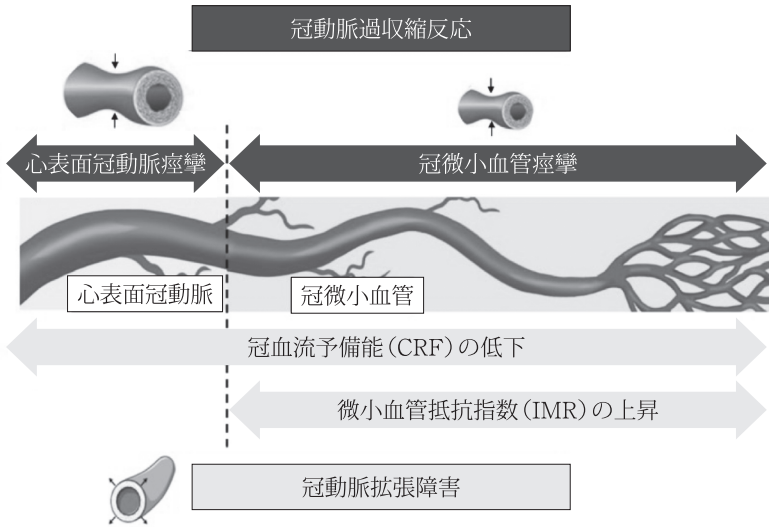 冠動脈過収縮反応
心表面冠動脈痙攣
冠微小血管痙攣
心表面冠動脈
冠微小血管
冠血流予備能(CRF)の低下
微小血管抵抗指数(IMR)の上昇
冠動脈拡張障害